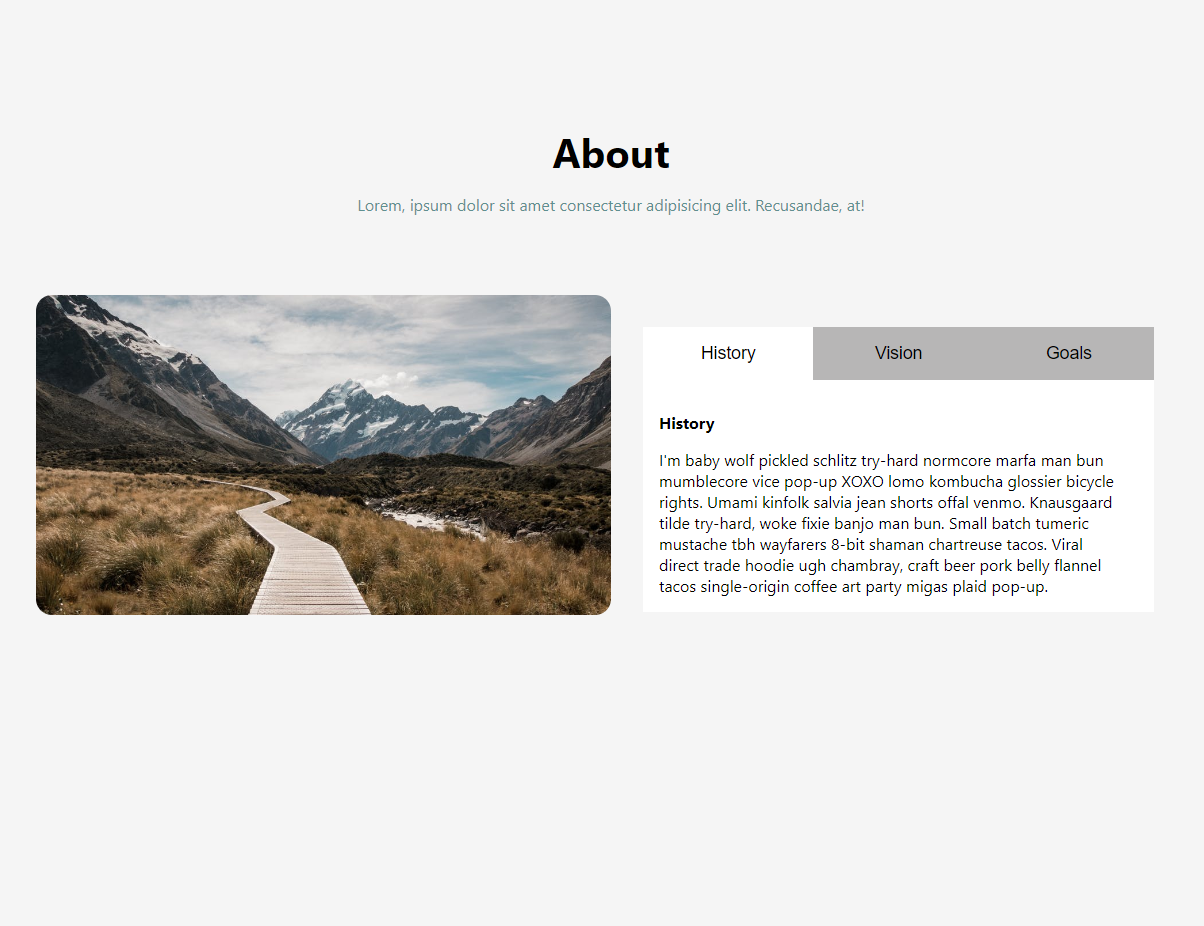 About
Lorem, ipsum dolor sit amet consectetur adipisicing elit. Recusandae, at!
History
Vision
Goals
History
I'm baby wolf pickled schlitz try-hard normcore marfa man bun
mumblecore vice pop-up XOXO lomo kombucha glossier bicycle
rights. Umami kinfolk salvia jean shorts offal venmo. Knausgaard
tilde try-hard, woke fixie banjo man bun. Small batch tumeric
mustache tbh wayfarers 8-bit shaman chartreuse tacos. Viral
direct trade hoodie ugh chambray, craft beer pork belly flannel
tacos single-origin coffee art party migas plaid pop-up.